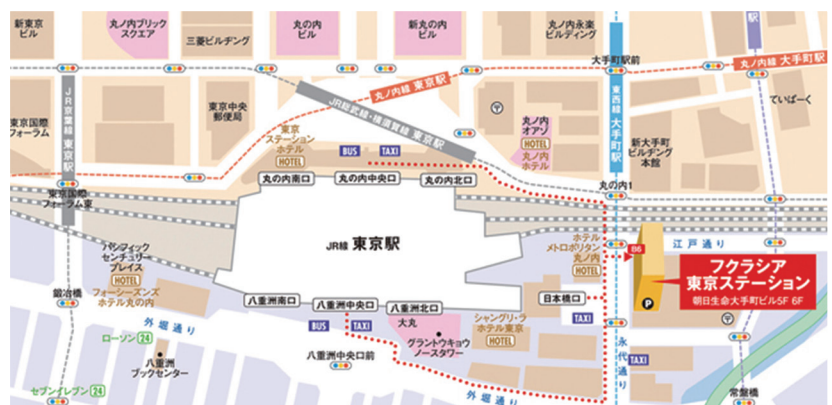 新東京
ビル
丸ノ内ブリック
スクエア
三菱ビルヂング
丸の内
ビル
新丸の内
ビル
丸ノ内永楽
ビルディング
駅
大手町駅前
丸ノ内線 大手町駅
丸ノ内線 東京駅
JR京葉線 東京駅
JR総武線・横須賀線 東京駅
東西線 大手町駅
東京国際
フォーラム
東京中央
郵便局
東京
ステーション
ホテル
HOTEL
BUS
TAXI
丸ノ内
オアゾ
HOTEL
丸ノ内
ホテル
新大手町
ビルヂング
本館
ていぱーく
東京国際
フォーラム東
丸の内南口
丸の内中央口
丸の内北口
丸の内1
JR線 東京駅
ホテル
メトロポリタン
丸ノ内
HOTEL
B6
江戸通り
フクラシア
東京ステーション
朝日生命大手町ビル5F 6F
P
パシフィック
センチュリー
プレイス
HOTEL
フォーシーズンズ
ホテル丸の内
鍛冶橋
外堀通り
八重洲南口
八重洲中央口
八重洲北口
日本橋口
BUS
TAXI
大丸
グラントウキョウ
ノースタワー
シャングリ・ラ
ホテル東京
HOTEL
TAXI
永代通り
TAXI
ローソン 24
八重洲
ブックセンター
八重洲中央口前
セブンイレブン 24
外堀通り
常盤橋